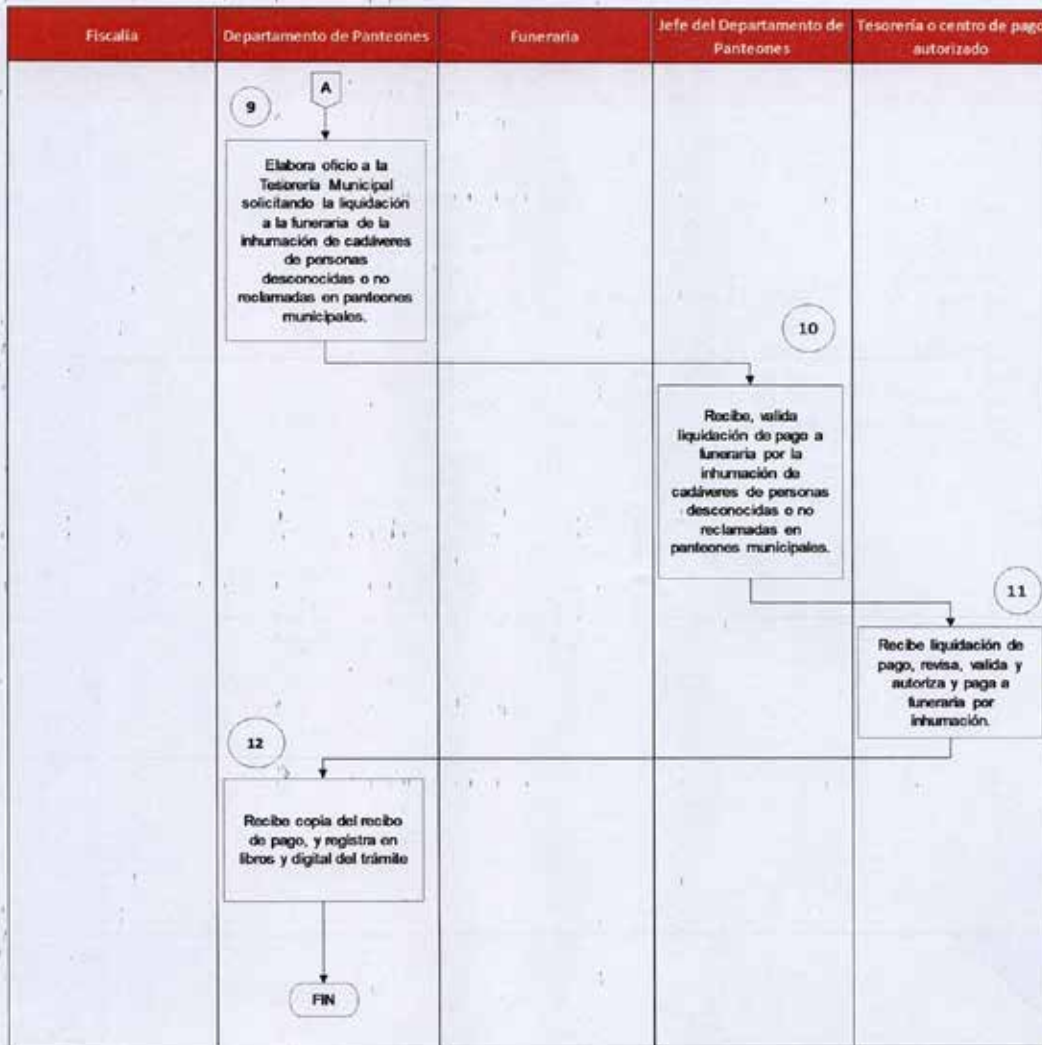 Fiscalía
Departamento de Panteones
Funeraria
Jefe del Departamento de
Panteones
Tesorería o centro de pago
autorizado
A
9
Elabora oficio a la
Tesorería Municipal
solicitando la liquidación
a la funeraria de la
inhumación de cadáveres
de personas
desconocidas o no
reclamadas en panteones
municipales.
10
Recibe, valida
liquidación de pago a
funeraria por la
inhumación de
cadáveres de personas
desconocidas o no
reclamadas en
panteones municipales.
11
Recibe liquidación de
pago, revisa, valida y
autoriza y paga a
funeraria por
inhumación.
12
Recibe copia del recibo
de pago, y registra en
libros y digital del trámite
FIN